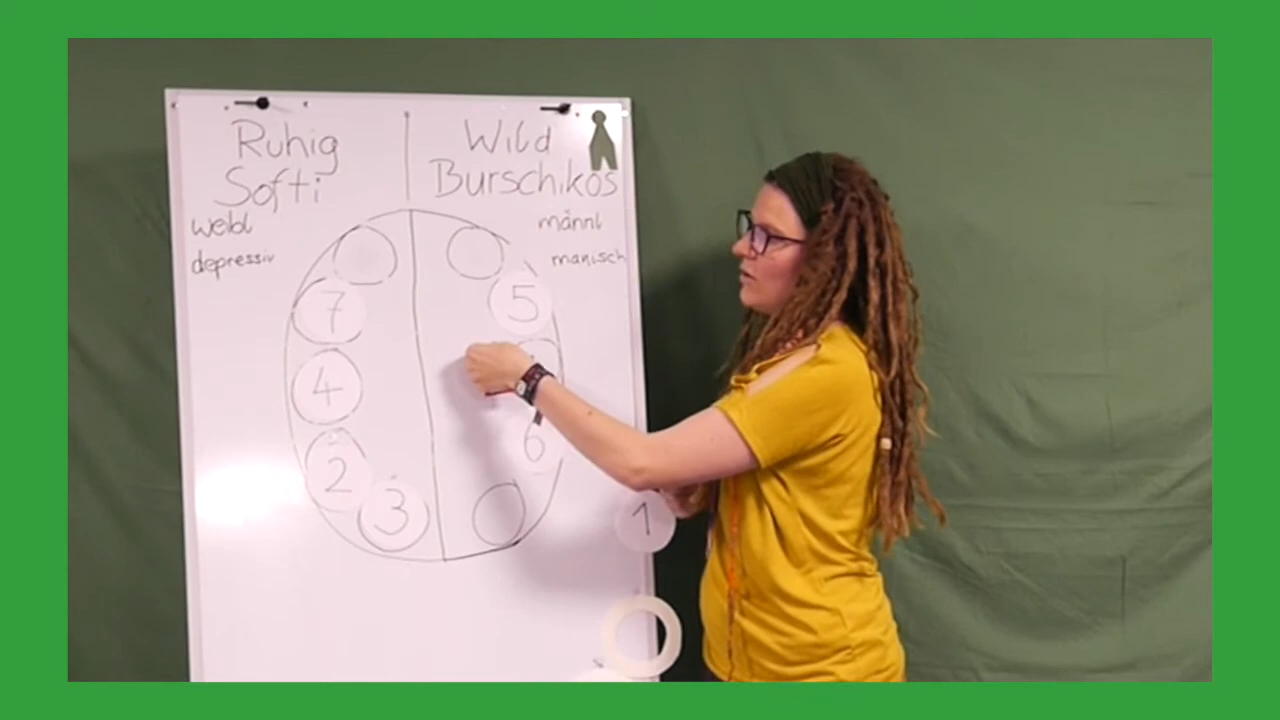 Ruhig
Softi
weibl
depressiv
Wild
Burschikos
männl
manisch
7
5
4
2
6
3
1